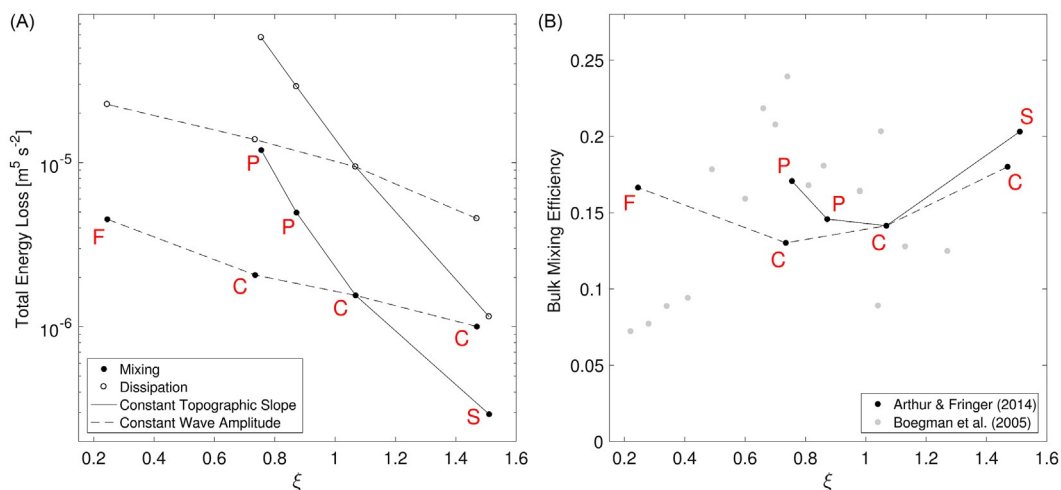 (A)
Total Energy Loss [m⁵ s⁻²]
10⁻⁵
10⁻⁶
P
P
F
C
C
C
S
Mixing
Dissipation
Constant Topographic Slope
Constant Wave Amplitude
0.2 0.4 0.6 0.8 1 1.2 1.4 1.6
ξ
(B)
Bulk Mixing Efficiency
0.25
0.2
0.15
0.1
0.05
0
S
P
F
P
C
C
C
Arthur & Fringer (2014)
Boegman et al. (2005)
0.2 0.4 0.6 0.8 1 1.2 1.4 1.6
ξ